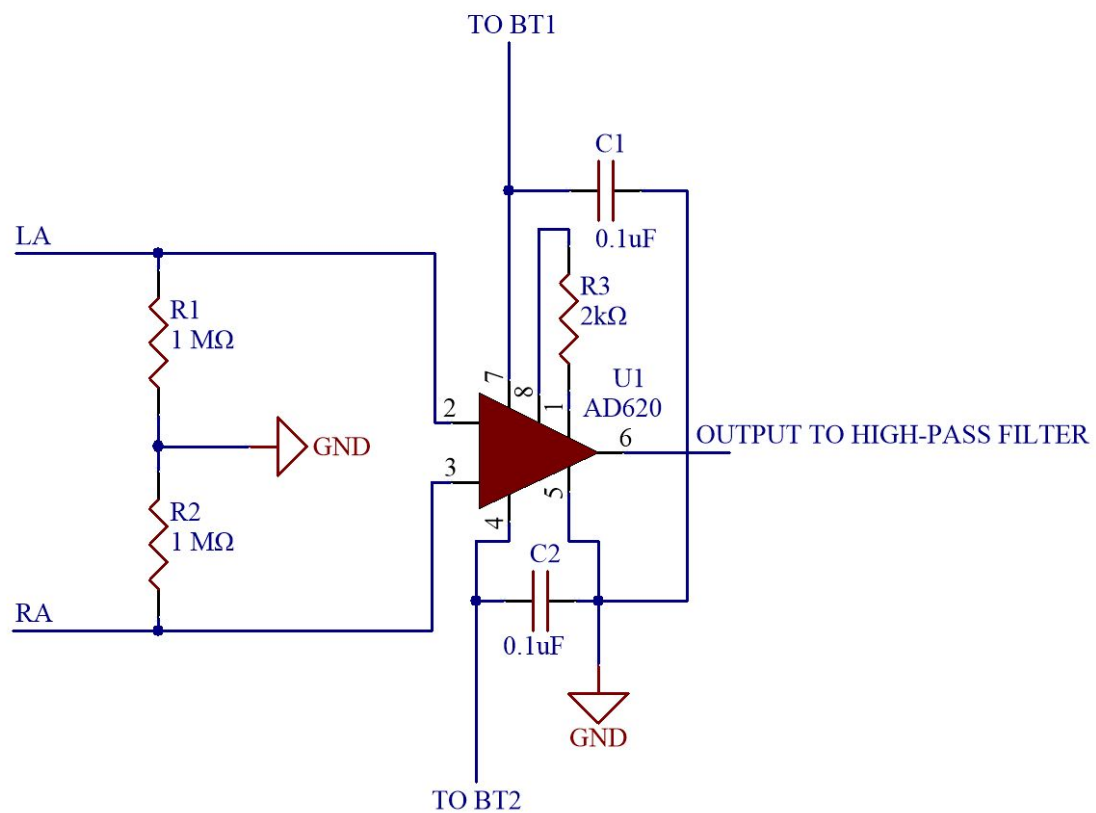 TO BT1
C1
0.1uF
LA
R1
1 MΩ
R3
2kΩ
U1
AD620
7
8
1
2
3
6
OUTPUT TO HIGH-PASS FILTER
GND
4
5
R2
1 MΩ
C2
0.1uF
RA
GND
TO BT2